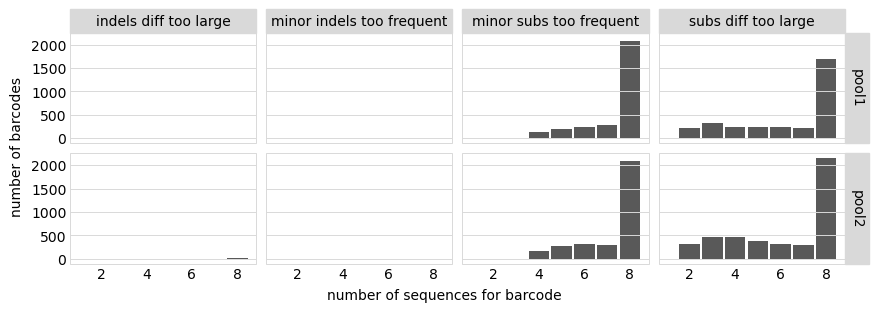 indels diff too large
minor indels too frequent
minor subs too frequent
subs diff too large
number of barcodes
2000
1500
1000
500
0
pool1
2000
1500
1000
500
0
pool2
2 4 6 8
2 4 6 8
2 4 6 8
2 4 6 8
number of sequences for barcode